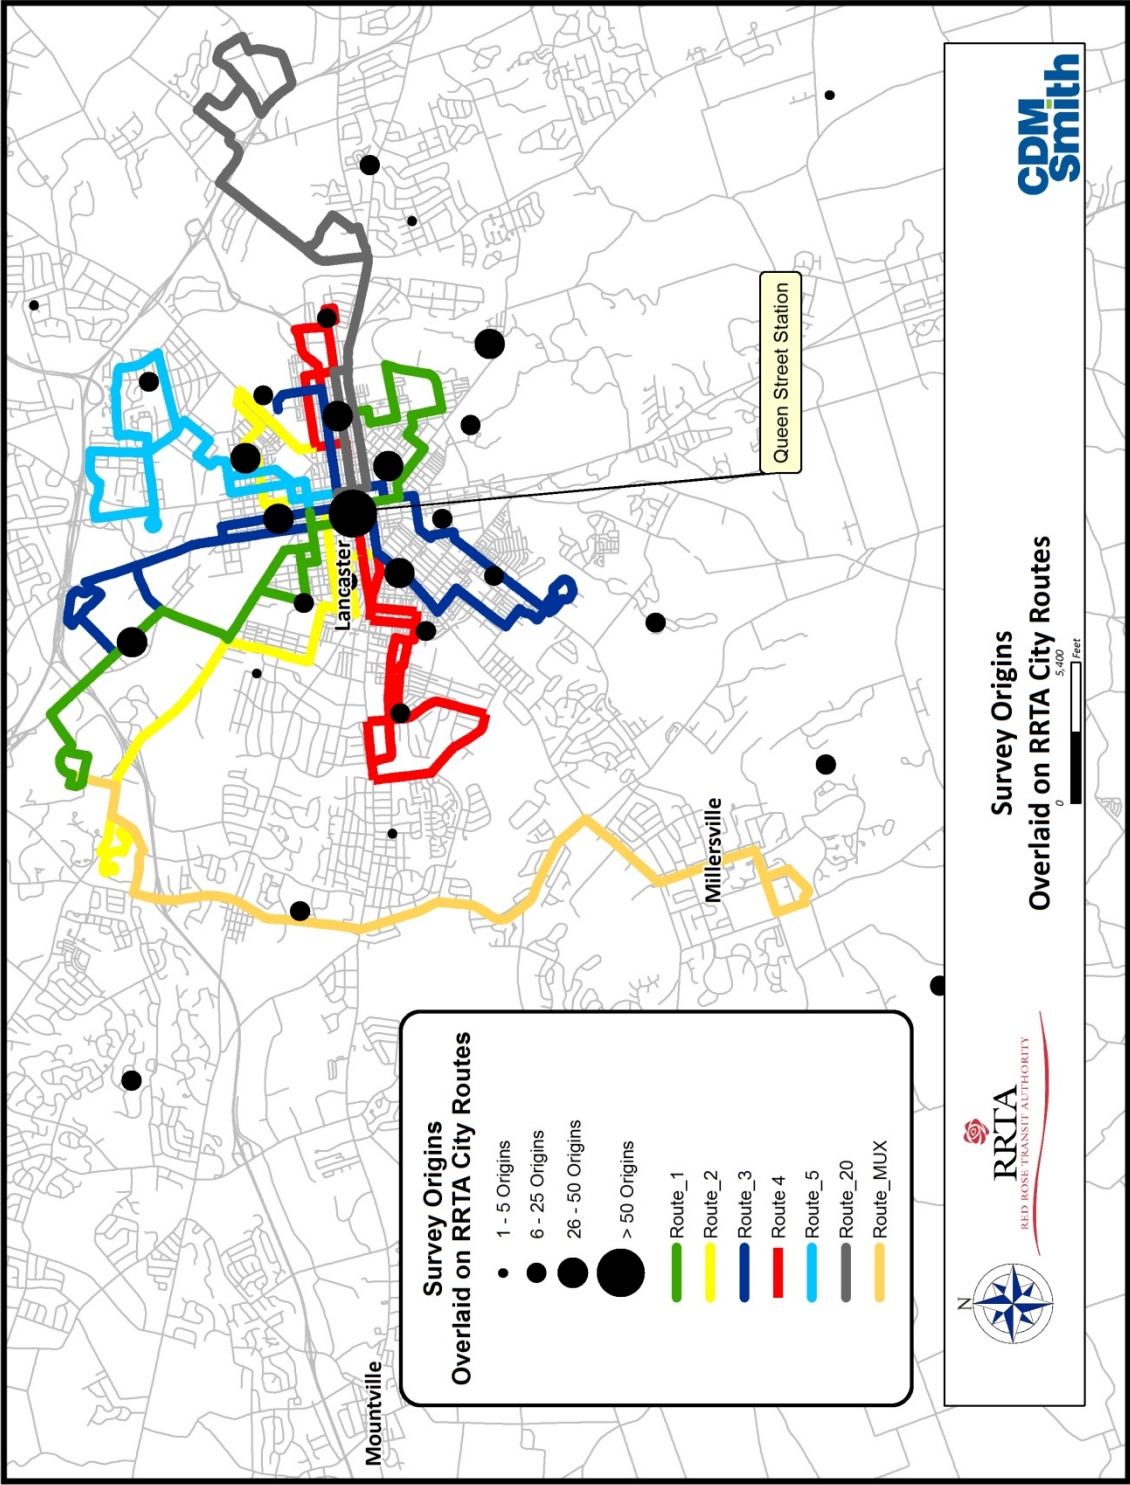 Lancaster
Queen Street Station
Millersville
Mountville
Survey Origins
Overlaid on RRTA City Routes
1 - 5 Origins
6 - 25 Origins
26 - 50 Origins
> 50 Origins
Route_1
Route_2
Route_3
Route 4
Route_5
Route_20
Route_MUX
N
RRTA
RED ROSE TRANSIT AUTHORITY
Survey Origins
Overlaid on RRTA City Routes
0 5,400
Feet
CDM
Smith